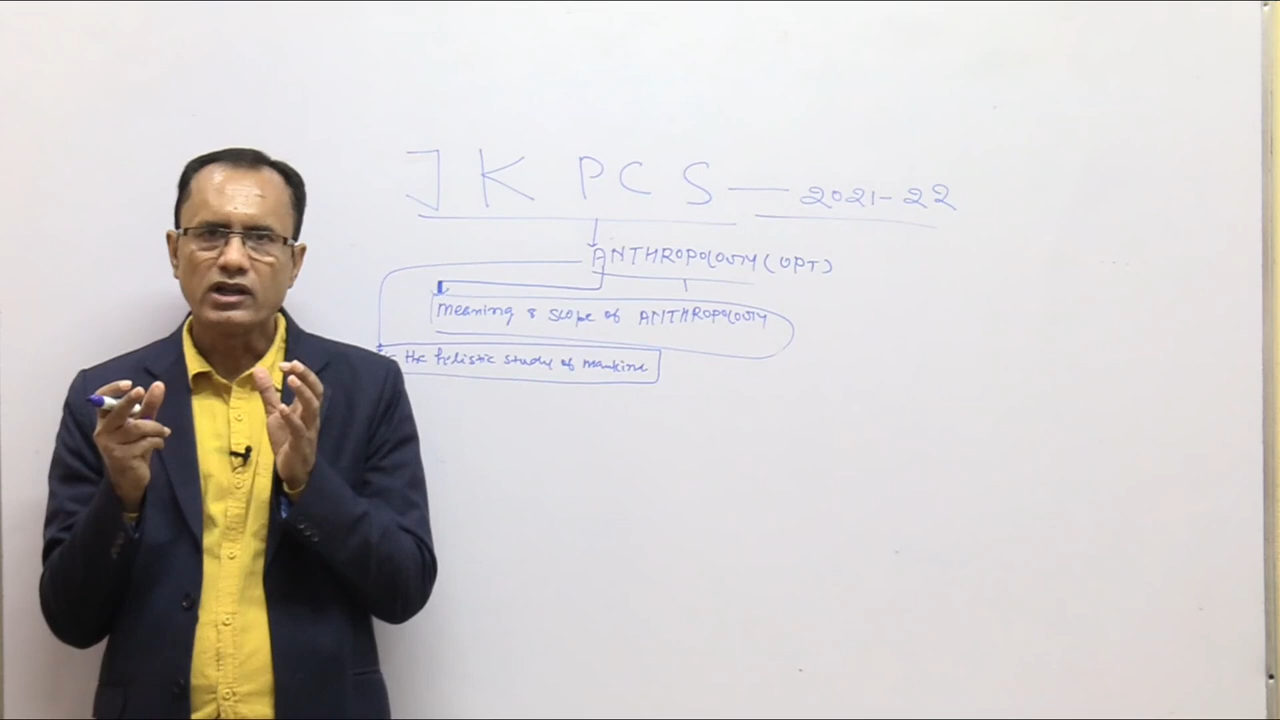 JKPCS — 2021-22
ANTHROPOLOGY (OPT)
Meaning & scope of ANTHROPOLOGY
the holistic study of mankind